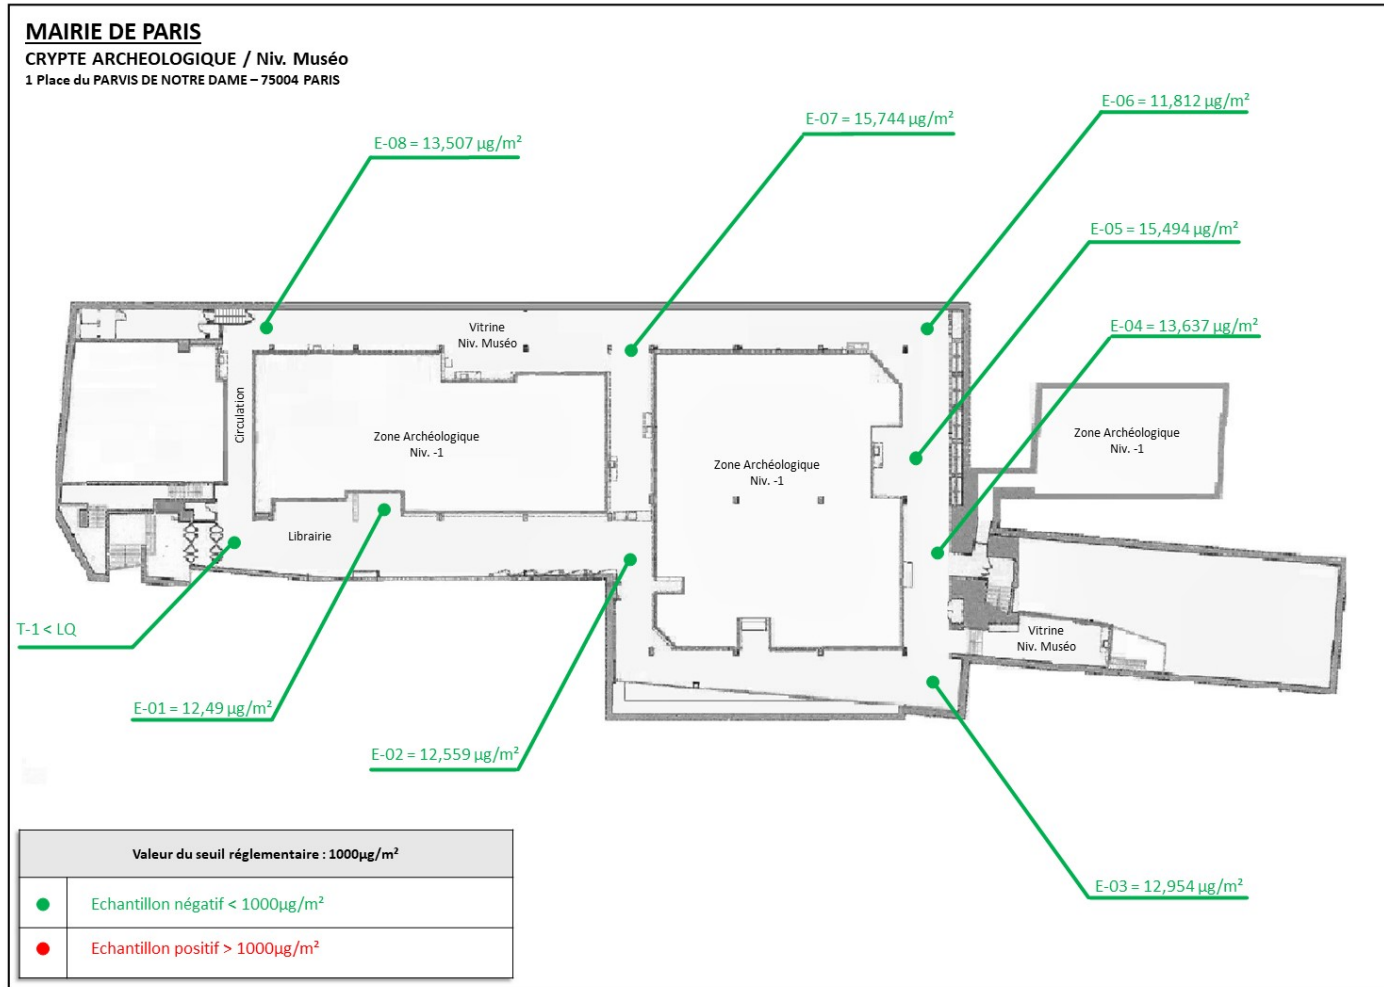 MAIRIE DE PARIS
CRYPTE ARCHEOLOGIQUE / Niv. Muséo
1 Place du PARVIS DE NOTRE DAME – 75004 PARIS
E-06 = 11,812 µg/m²
E-07 = 15,744 µg/m²
E-08 = 13,507 µg/m²
E-05 = 15,494 µg/m²
E-04 = 13,637 µg/m²
Vitrine
Niv. Muséo
Circulation
Zone Archéologique
Niv. -1
Zone Archéologique
Niv. -1
Zone Archéologique
Niv. -1
Librairie
Vitrine
Niv. Muséo
T-1 < LQ
E-01 = 12,49 µg/m²
E-02 = 12,559 µg/m²
E-03 = 12,954 µg/m²
Valeur du seuil réglementaire : 1000µg/m²
Echantillon négatif < 1000µg/m²
Echantillon positif > 1000µg/m²